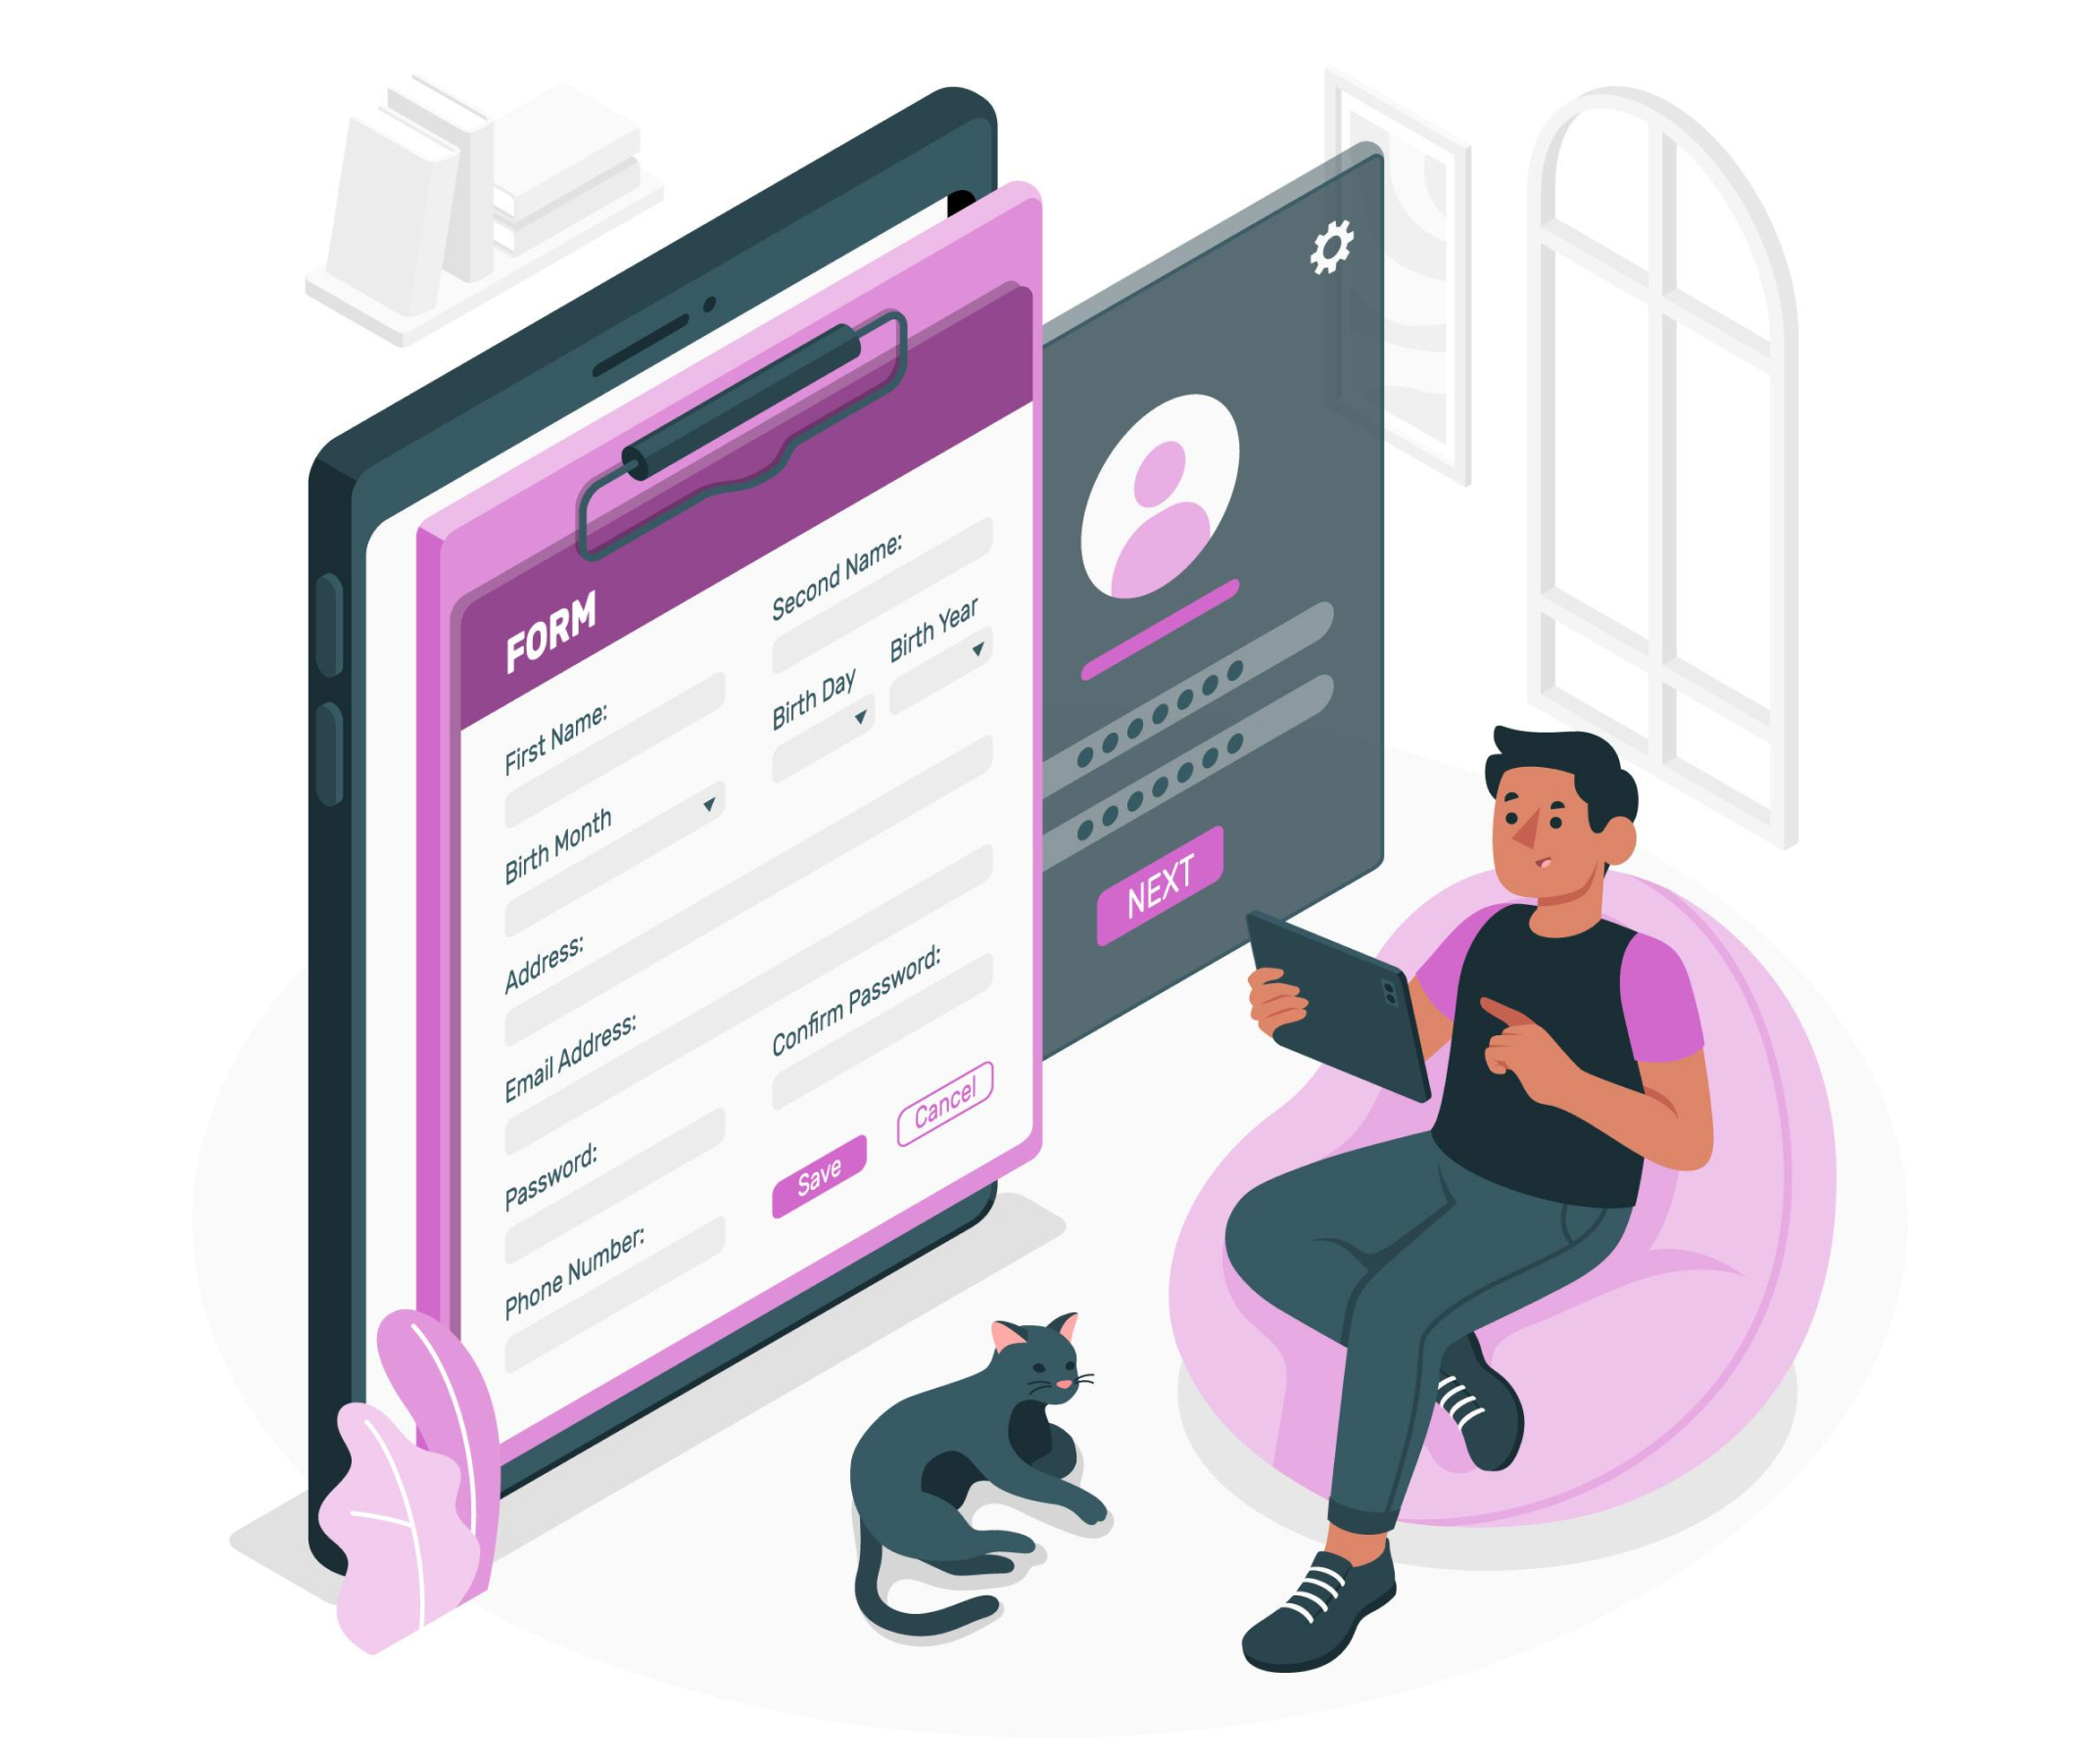 FORM
First Name:
Second Name:
Birth Month
Birth Day
Birth Year
Address:
Email Address:
Password:
Confirm Password:
Phone Number:
Save
Cancel
NEXT